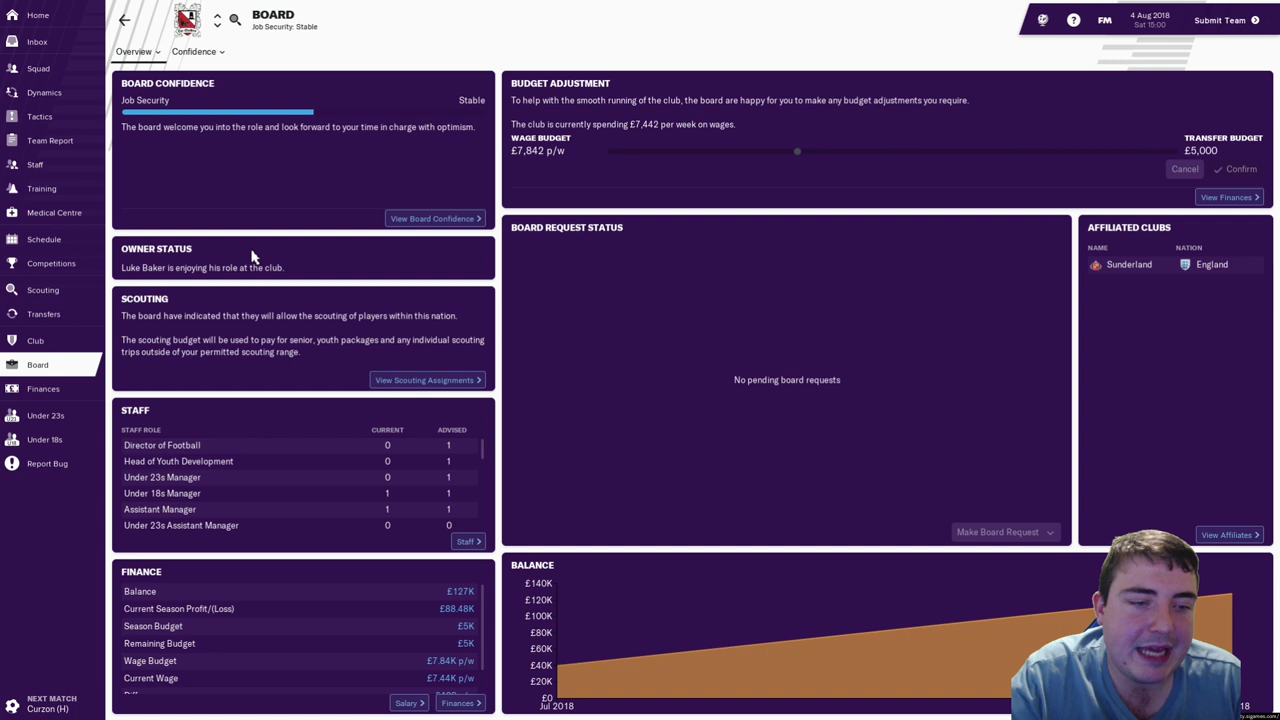 Home
Inbox
Squad
Dynamics
Tactics
Team Report
Staff
Training
Medical Centre
Schedule
Competitions
Scouting
Transfers
Club
Board
Finances
Under 23s
Under 18s
Report Bug
NEXT MATCH
Curzon (H)
BOARD
Job Security: Stable
FM
4 Aug 2018
Sat 15:00
Submit Team
Overview
Confidence
BOARD CONFIDENCE
Job Security Stable
The board welcome you into the role and look forward to your time in charge with optimism.
View Board Confidence
OWNER STATUS
Luke Baker is enjoying his role at the club.
SCOUTING
The board have indicated that they will allow the scouting of players within this nation.
The scouting budget will be used to pay for senior, youth packages and any individual scouting
trips outside of your permitted scouting range.
View Scouting Assignments
STAFF
STAFF ROLE CURRENT ADVISED
Director of Football 0 1
Head of Youth Development 0 1
Under 23s Manager 0 1
Under 18s Manager 1 1
Assistant Manager 1 1
Under 23s Assistant Manager 0 0
Staff
FINANCE
Balance £127K
Current Season Profit/(Loss) £88.48K
Season Budget £5K
Remaining Budget £5K
Wage Budget £7.84K p/w
Current Wage £7.44K p/w
Salary
Finances
BUDGET ADJUSTMENT
To help with the smooth running of the club, the board are happy for you to make any budget adjustments you require.
The club is currently spending £7,442 per week on wages.
WAGE BUDGET TRANSFER BUDGET
£7,842 p/w £5,000
Cancel
Confirm
View Finances
BOARD REQUEST STATUS
No pending board requests
Make Board Request
AFFILIATED CLUBS
NAME NATION
Sunderland England
View Affiliates
BALANCE
£140K
£120K
£100K
£80K
£60K
£40K
£20K
£0
Jul 2018